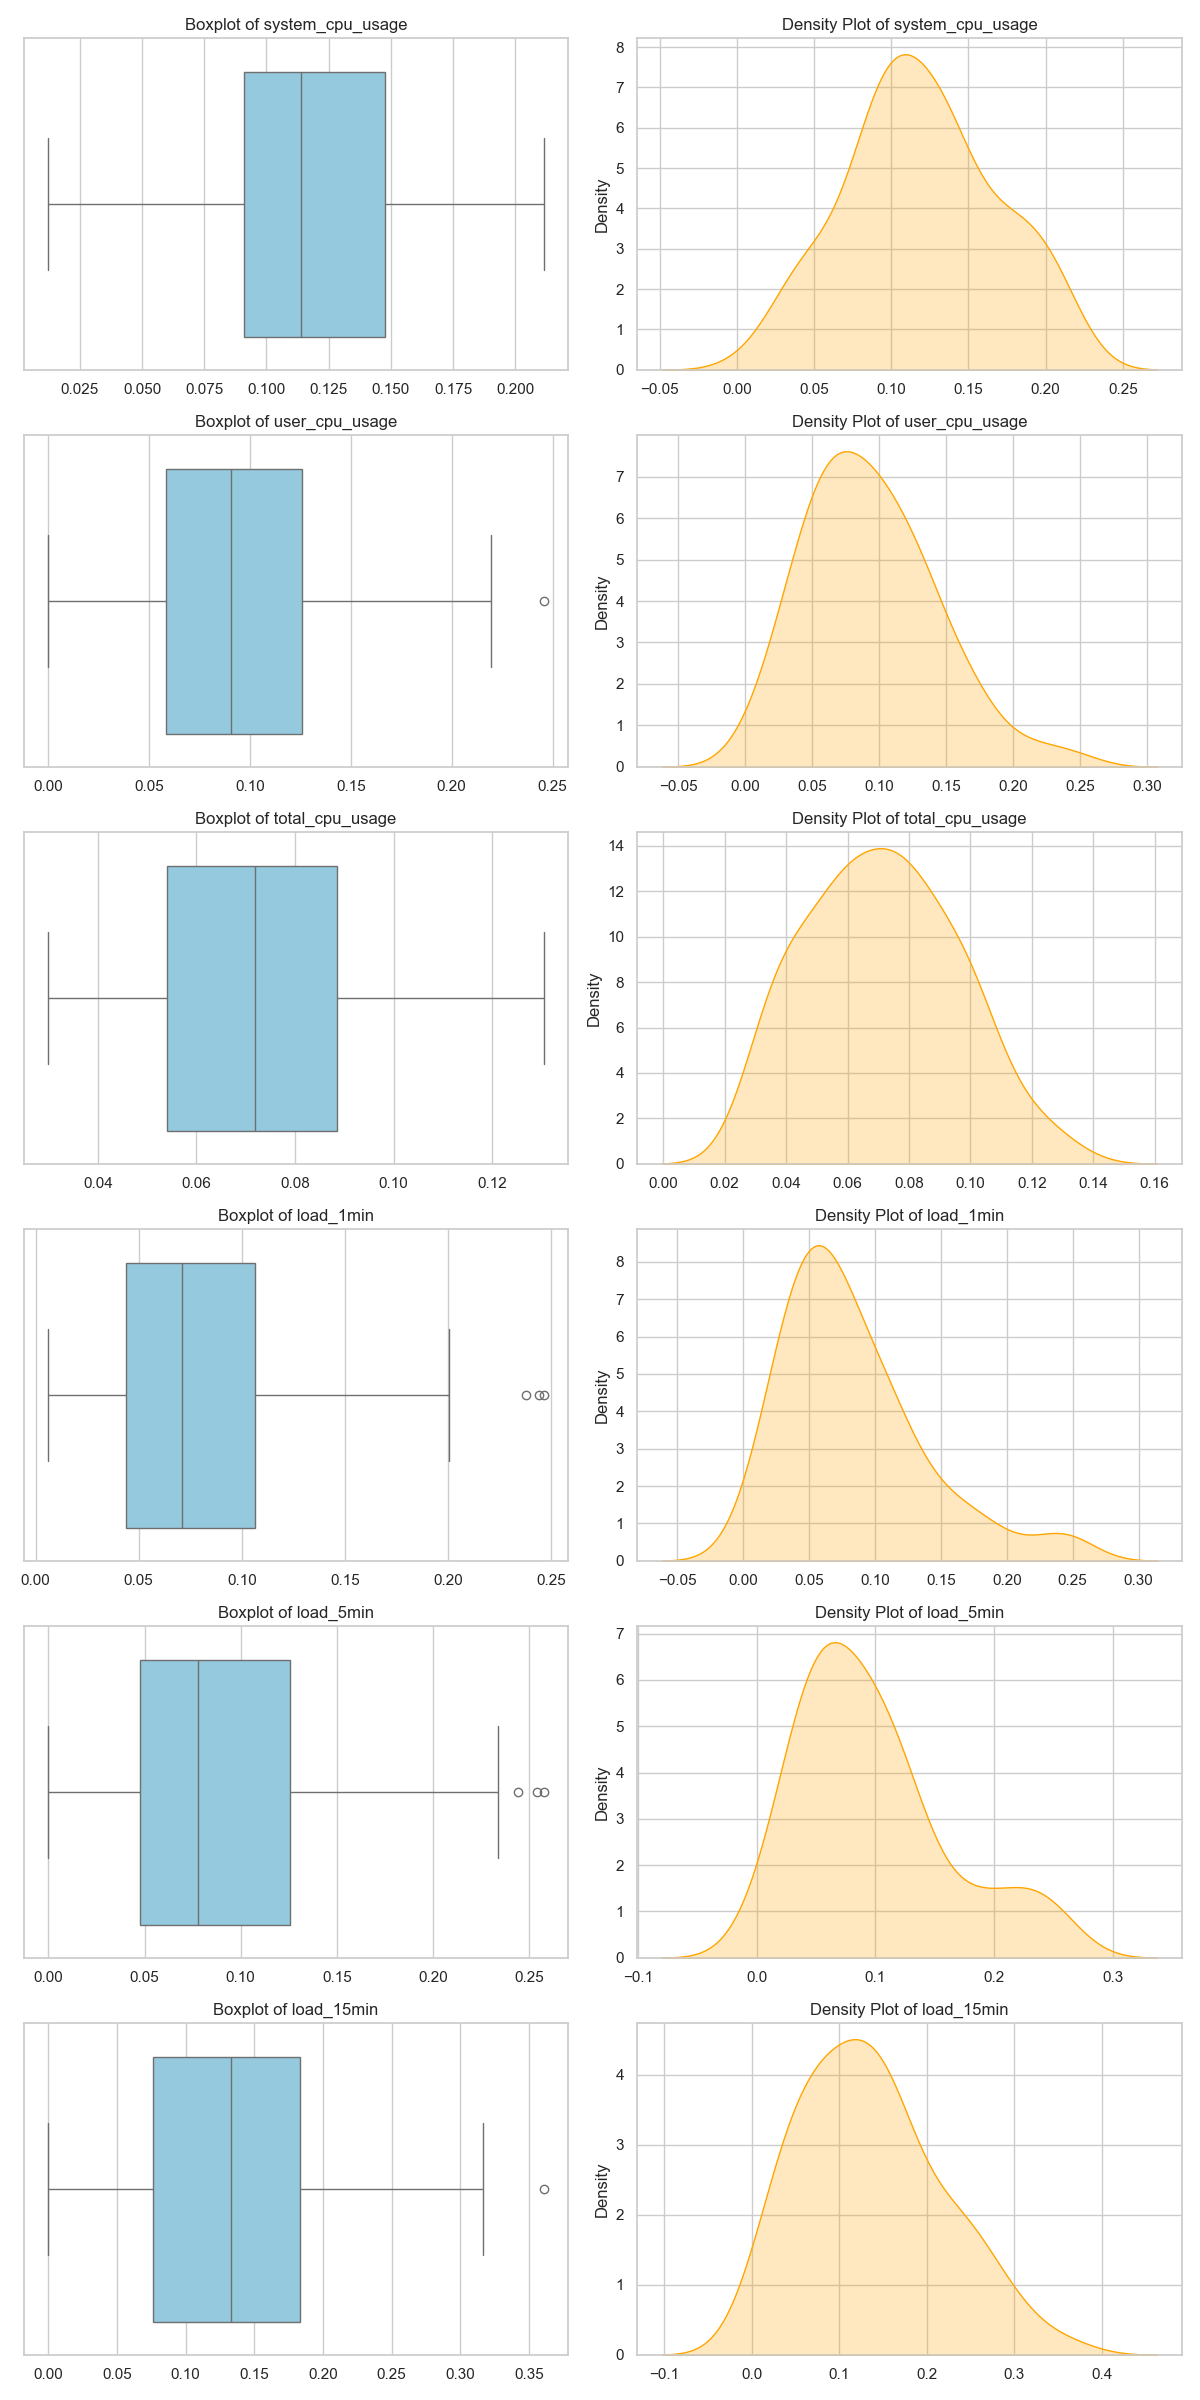 Boxplot of system_cpu_usage
0.025 0.050 0.075 0.100 0.125 0.150 0.175 0.200
Density Plot of system_cpu_usage
8
7
6
5
4
3
2
1
0
Density
−0.05 0.00 0.05 0.10 0.15 0.20 0.25
Boxplot of user_cpu_usage
0.00 0.05 0.10 0.15 0.20 0.25
Density Plot of user_cpu_usage
7
6
5
4
3
2
1
0
Density
−0.05 0.00 0.05 0.10 0.15 0.20 0.25 0.30
Boxplot of total_cpu_usage
0.04 0.06 0.08 0.10 0.12
Density Plot of total_cpu_usage
14
12
10
8
6
4
2
0
Density
0.00 0.02 0.04 0.06 0.08 0.10 0.12 0.14 0.16
Boxplot of load_1min
0.00 0.05 0.10 0.15 0.20 0.25
Density Plot of load_1min
8
7
6
5
4
3
2
1
0
Density
−0.05 0.00 0.05 0.10 0.15 0.20 0.25 0.30
Boxplot of load_5min
0.00 0.05 0.10 0.15 0.20 0.25
Density Plot of load_5min
7
6
5
4
3
2
1
0
Density
−0.1 0.0 0.1 0.2 0.3
Boxplot of load_15min
0.00 0.05 0.10 0.15 0.20 0.25 0.30 0.35
Density Plot of load_15min
4
3
2
1
0
Density
−0.1 0.0 0.1 0.2 0.3 0.4